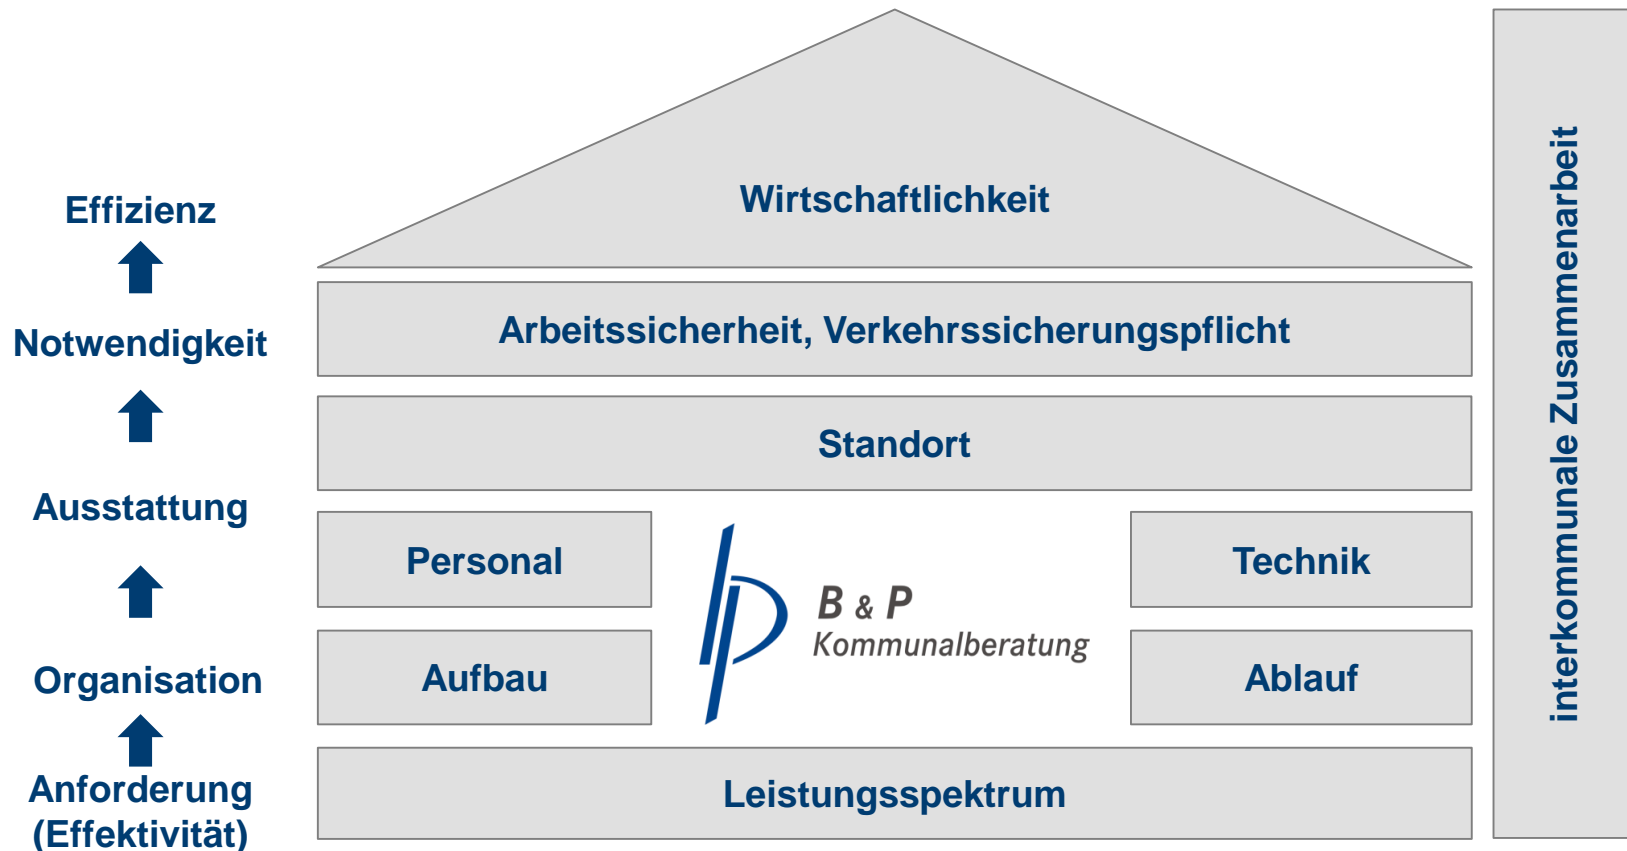 Wirtschaftlichkeit
Effizienz
Arbeitssicherheit, Verkehrssicherungspflicht
Notwendigkeit
Standort
Ausstattung
Personal
Technik
B & P
Kommunalberatung
Organisation
Aufbau
Ablauf
Anforderung
(Effektivität)
Leistungsspektrum
interkommunale Zusammenarbeit